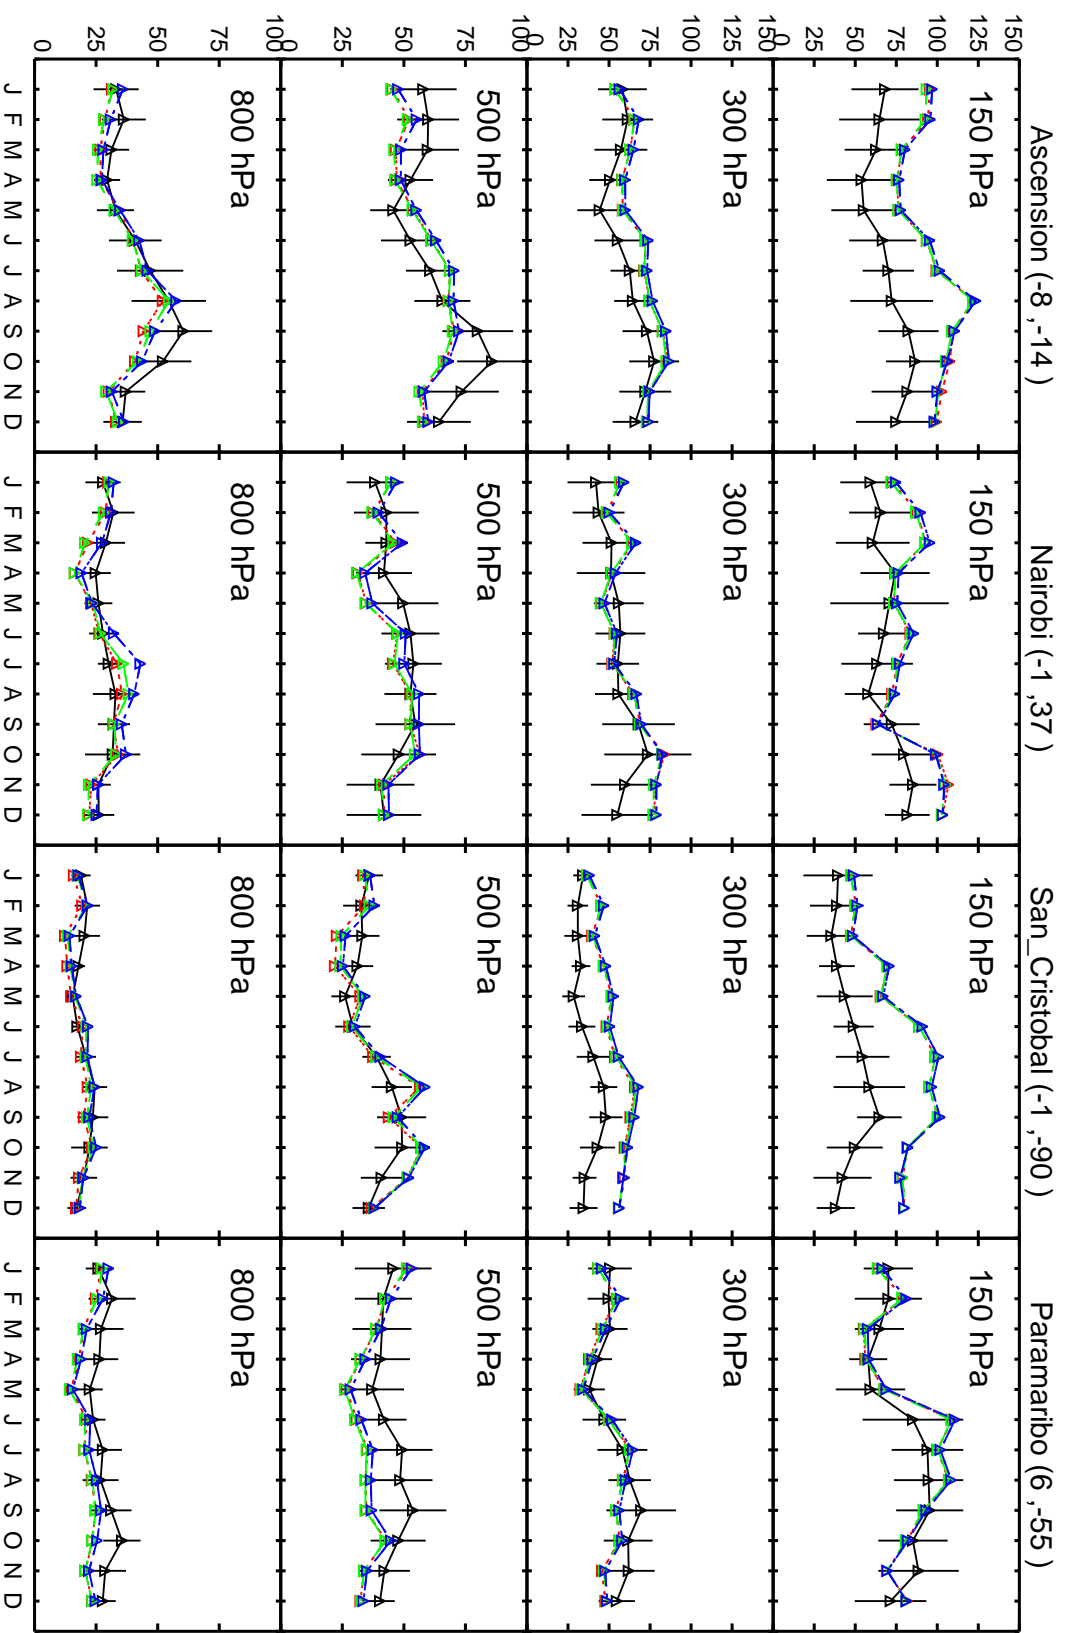 Ascension (-8 ,-14 )
Nairobi (-1 ,37 )
San_Cristobal (-1 ,-90 )
Paramaribo (6 ,-55 )
150
125
100
75
50
25
0
150 hPa
150 hPa
150 hPa
150 hPa
150
125
100
75
50
25
0
300 hPa
300 hPa
300 hPa
300 hPa
100
75
50
25
0
500 hPa
500 hPa
500 hPa
500 hPa
100
75
50
25
0
800 hPa
800 hPa
800 hPa
800 hPa
J F M A M J J A S O N D
J F M A M J J A S O N D
J F M A M J J A S O N D
J F M A M J J A S O N D